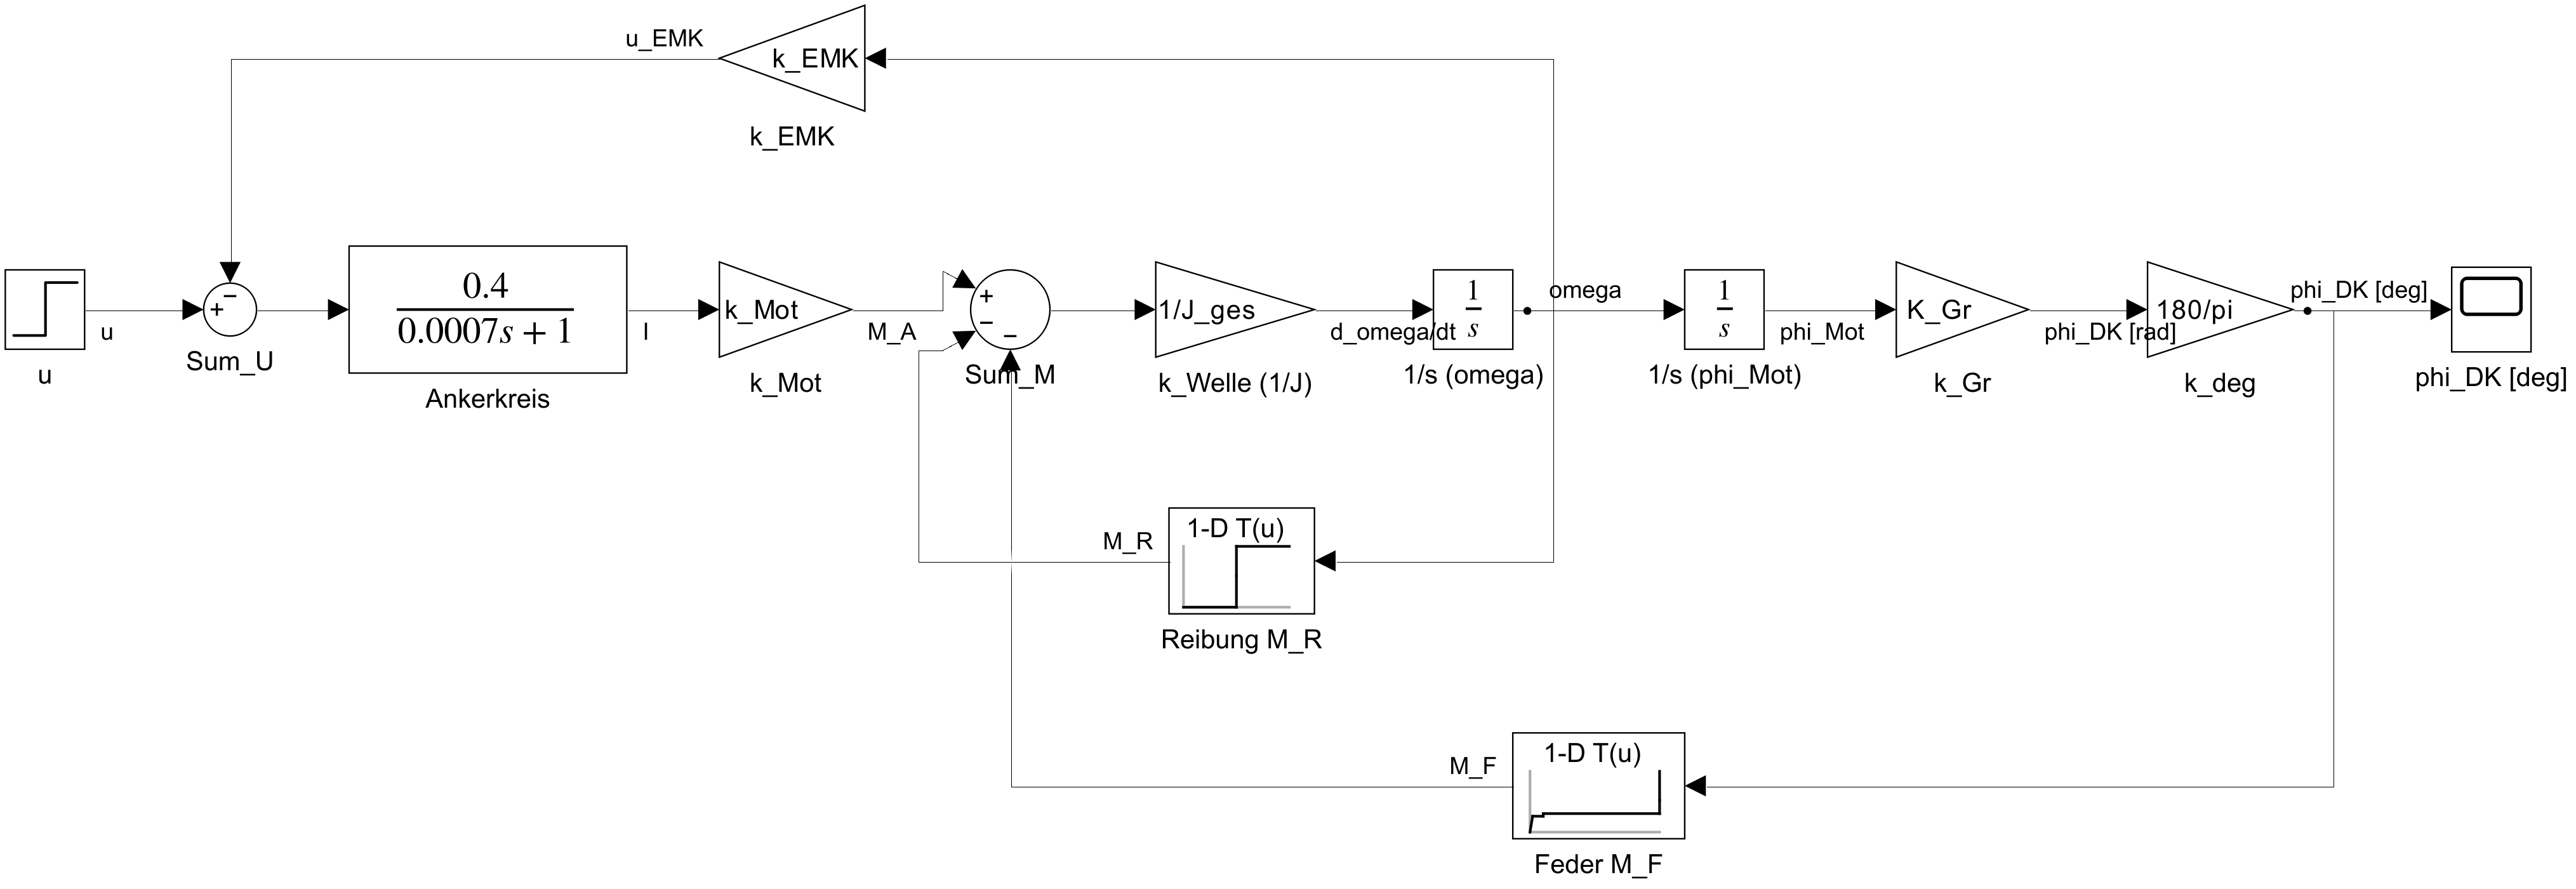 u_EMK
k_EMK
k_EMK
u
u
+
−
Sum_U
0.4
0.0007s + 1
Ankerkreis
I
k_Mot
k_Mot
M_A
+
−
−
Sum_M
1/J_ges
k_Welle (1/J)
d_omega/dt
1
s
1/s (omega)
omega
1
s
1/s (phi_Mot)
phi_Mot
K_Gr
k_Gr
phi_DK [rad]
180/pi
k_deg
phi_DK [deg]
phi_DK [deg]
M_R
1-D T(u)
Reibung M_R
M_F
1-D T(u)
Feder M_F